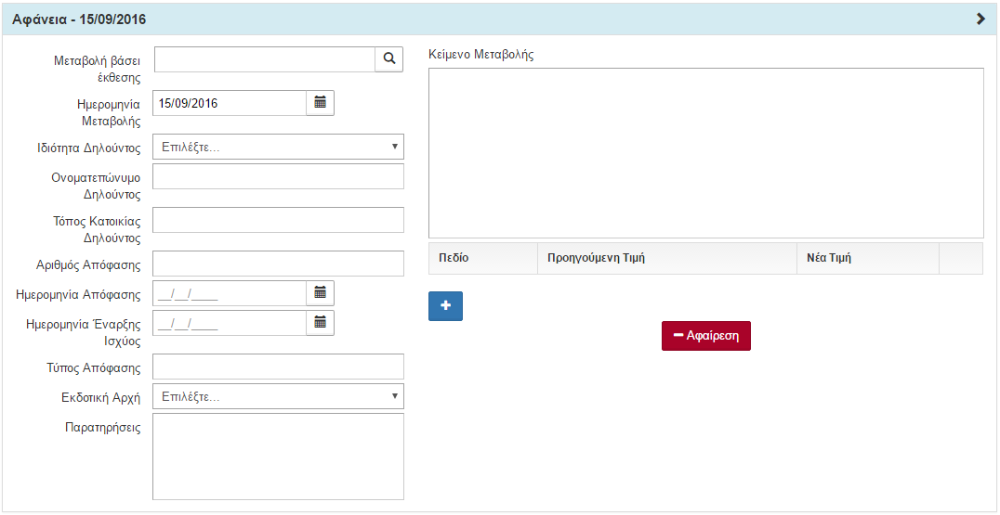 Αφάνεια - 15/09/2016
Μεταβολή βάσει
έκθεσης
Ημερομηνία
Μεταβολής
15/09/2016
Ιδιότητα Δηλούντος
Επιλέξτε...
Ονοματεπώνυμο
Δηλούντος
Τόπος Κατοικίας
Δηλούντος
Αριθμός Απόφασης
Ημερομηνία Απόφασης
__/__/____
Ημερομηνία Έναρξης
Ισχύος
__/__/____
Τύπος Απόφασης
Εκδοτική Αρχή
Επιλέξτε...
Παρατηρήσεις
Κείμενο Μεταβολής
Πεδίο Προηγούμενη Τιμή Νέα Τιμή
Αφαίρεση